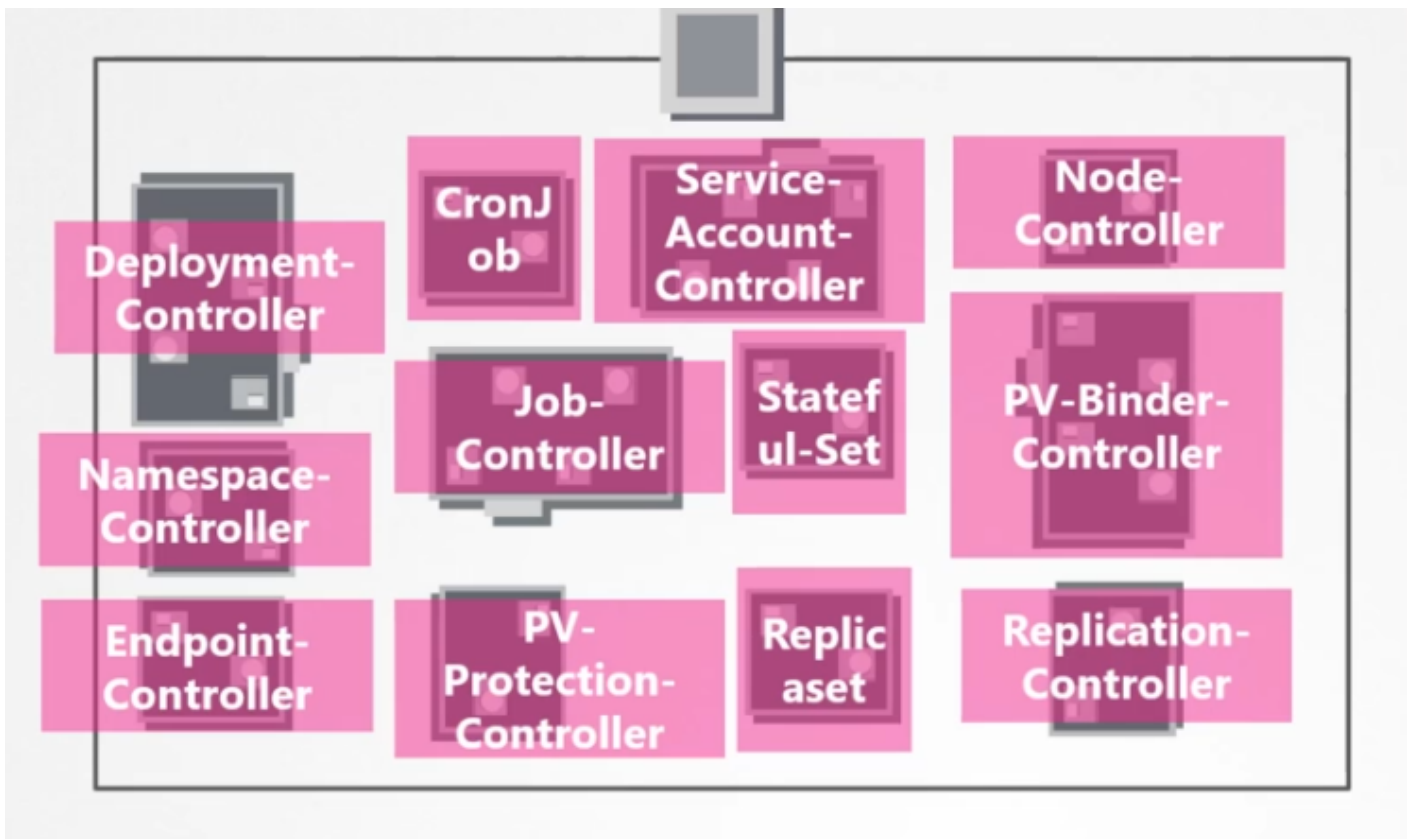 Deployment-
Controller
CronJ
ob
Service-
Account-
Controller
Node-
Controller
Job-
Controller
Statef
ul-Set
PV-Binder-
Controller
Namespace-
Controller
Endpoint-
Controller
PV-
Protection-
Controller
Replic
aset
Replication-
Controller